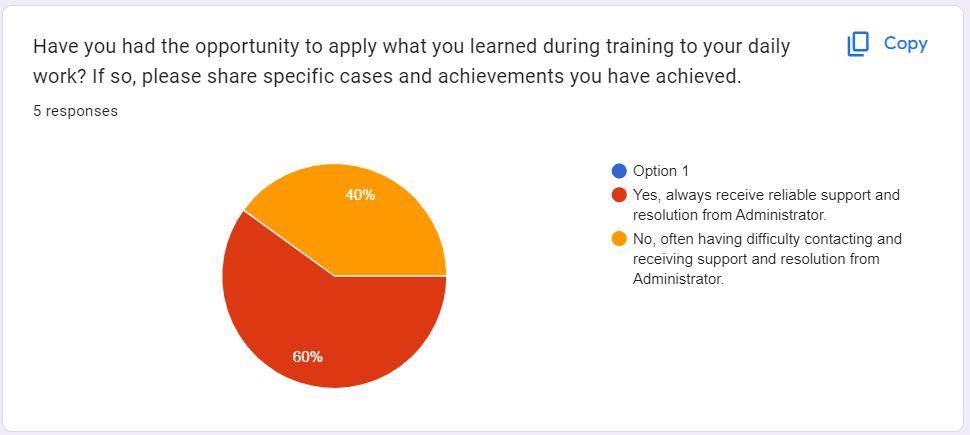 Have you had the opportunity to apply what you learned during training to your daily
work? If so, please share specific cases and achievements you have achieved.
Copy
5 responses
40%
60%
Option 1
Yes, always receive reliable support and
resolution from Administrator.
No, often having difficulty contacting and
receiving support and resolution from
Administrator.